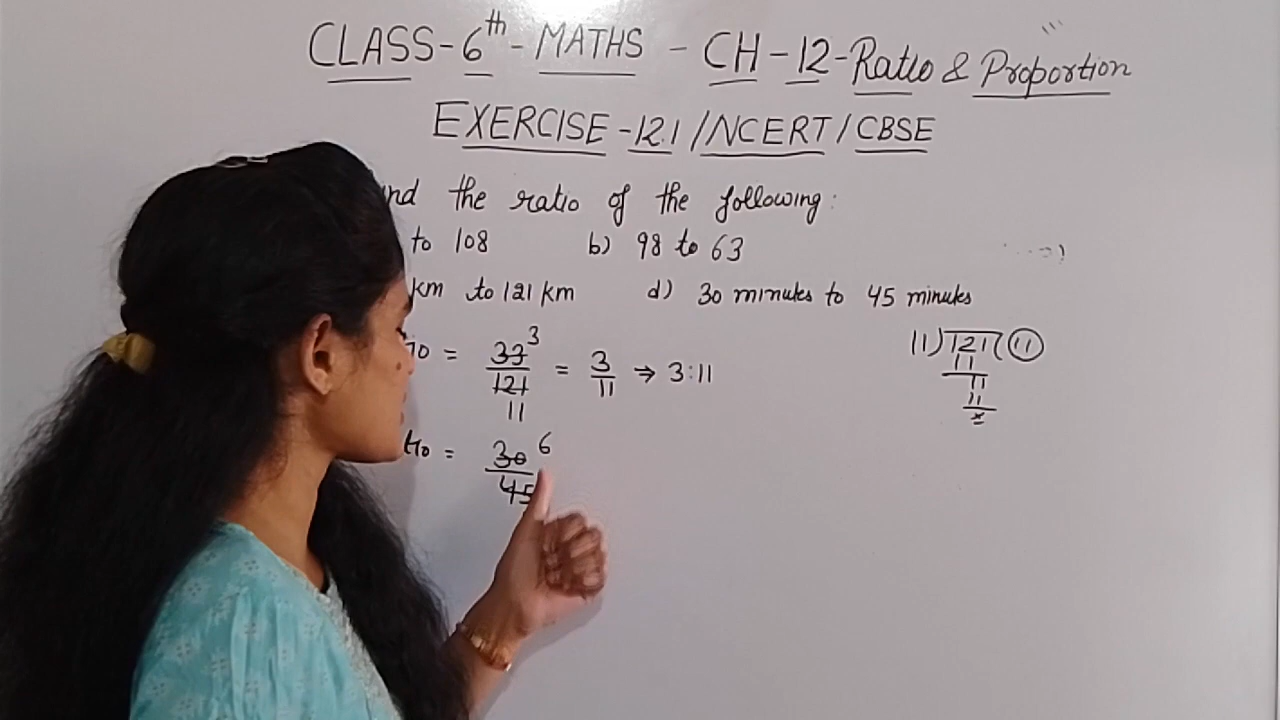 CLASS-6th-MATHS - CH-12-Ratio & Proportion
EXERCISE-12.1/NCERT/CBSE
nd the ratio of the following:
to 108 b) 98 to 63
km to 121 km d) 30 minutes to 45 minutes
io = 33 3 / 121 11 = 3/11 → 3:11
11)121(11
11
11
11
x
tio = 30 6 / 45